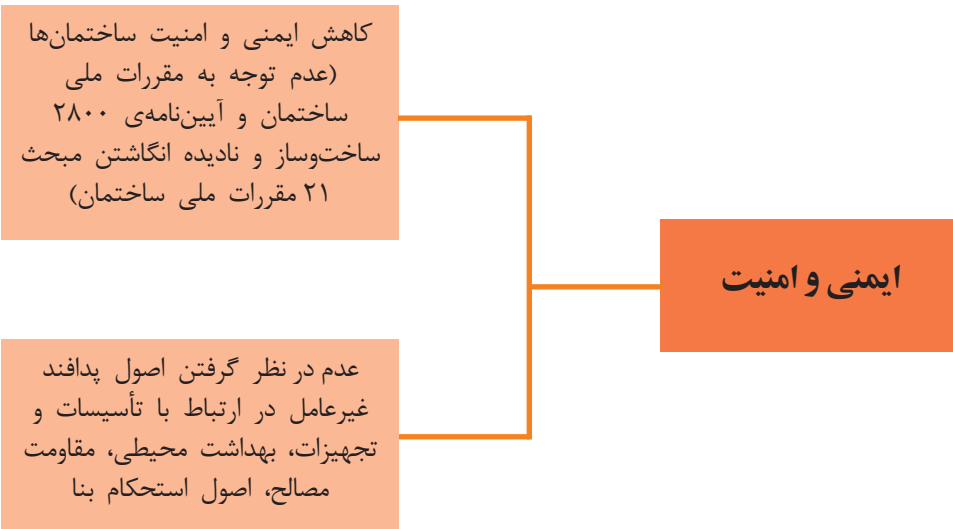 ایمنی و امنیت
کاهش ایمنی و امنیت ساختمان‌ها
(عدم توجه به مقررات ملی
ساختمان و آیین‌نامه‌ی ۲۸۰۰
ساخت‌وساز و نادیده انگاشتن مبحث
۲۱ مقررات ملی ساختمان)
عدم در نظر گرفتن اصول پدافند
غیرعامل در ارتباط با تأسیسات و
تجهیزات، بهداشت محیطی، مقاومت
مصالح، اصول استحکام بنا